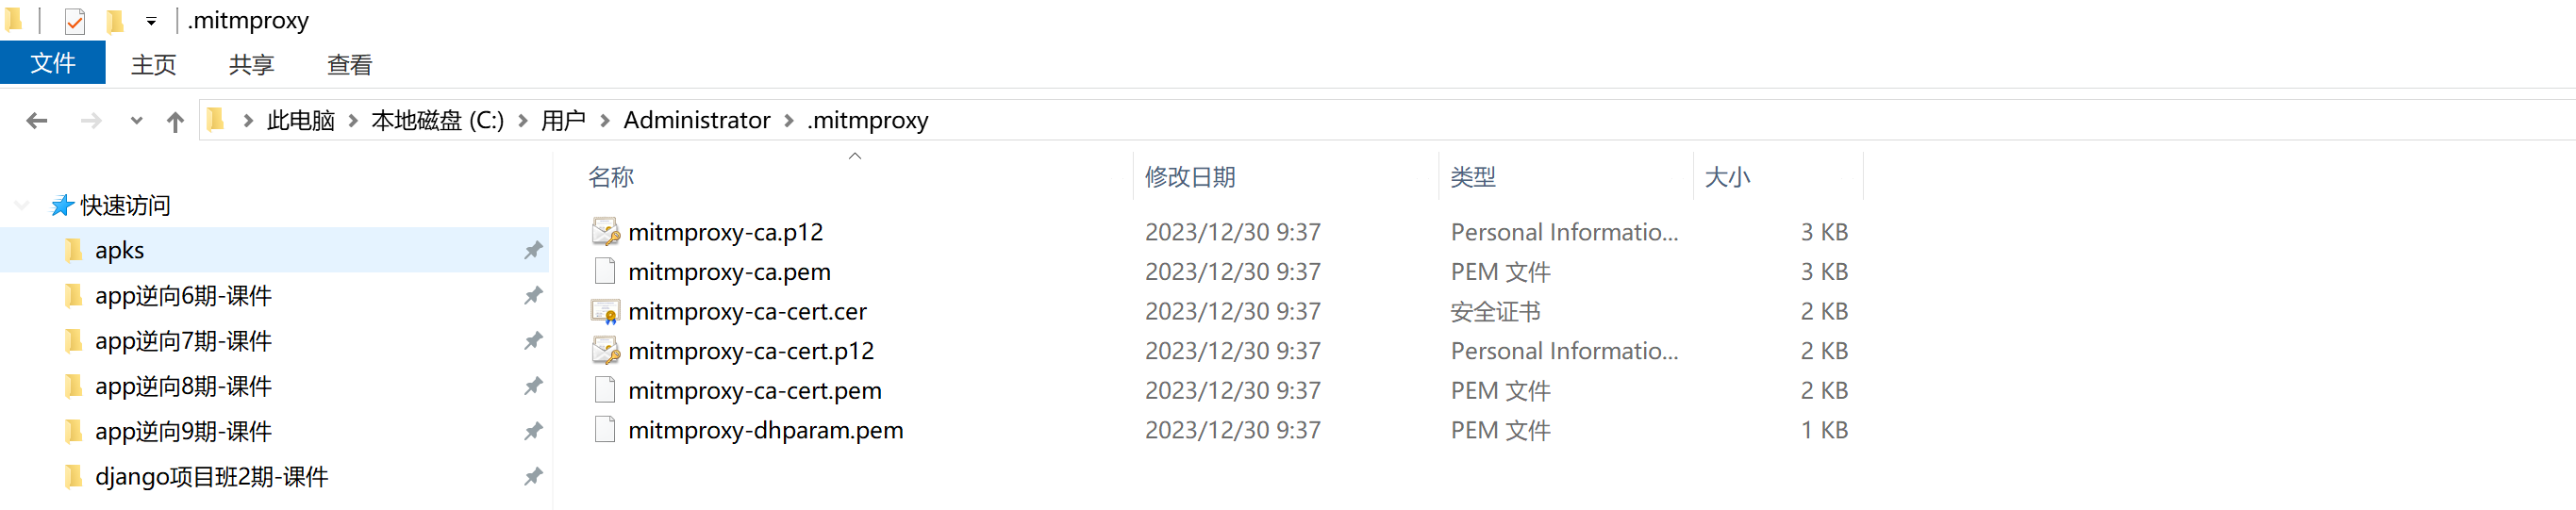 .mitmproxy
文件 主页 共享 查看
此电脑 本地磁盘 (C:) 用户 Administrator .mitmproxy
快速访问
apks
app逆向6期-课件
app逆向7期-课件
app逆向8期-课件
app逆向9期-课件
django项目班2期-课件
名称 修改日期 类型 大小
mitmproxy-ca.p12 2023/12/30 9:37 Personal Informatio... 3 KB
mitmproxy-ca.pem 2023/12/30 9:37 PEM 文件 3 KB
mitmproxy-ca-cert.cer 2023/12/30 9:37 安全证书 2 KB
mitmproxy-ca-cert.p12 2023/12/30 9:37 Personal Informatio... 2 KB
mitmproxy-ca-cert.pem 2023/12/30 9:37 PEM 文件 2 KB
mitmproxy-dhparam.pem 2023/12/30 9:37 PEM 文件 1 KB